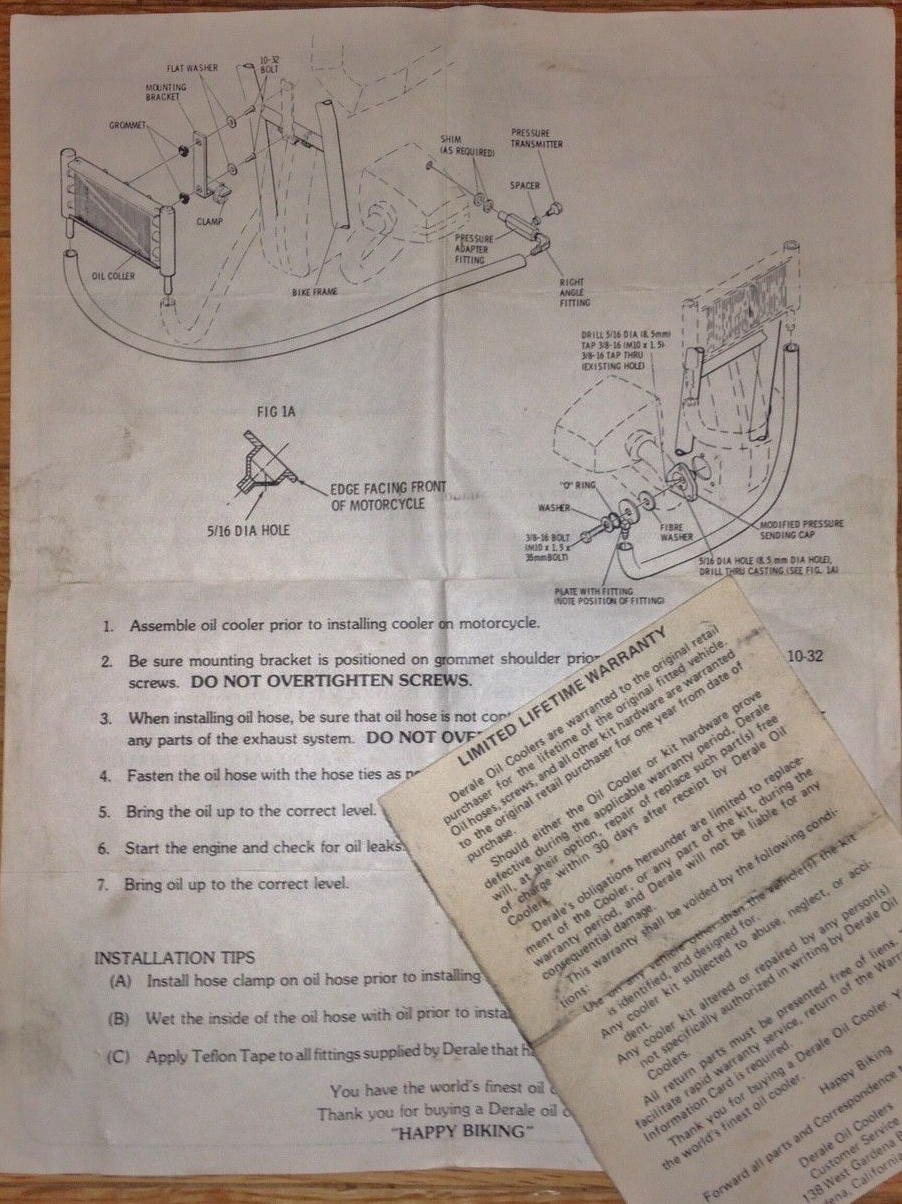 FLAT WASHER
10-32
BOLT
MOUNTING
BRACKET
GROMMET
CLAMP
OIL COLLER
BIKE FRAME
SHIM
(AS REQUIRED)
PRESSURE
TRANSMITTER
SPACER
PRESSURE
ADAPTER
FITTING
RIGHT
ANGLE
FITTING
DRILL 5/16 DIA (8.5mm)
TAP 3/8-16 (M10 x 1.5)
3/8-16 TAP THRU
(EXISTING HOLE)
FIG 1A
EDGE FACING FRONT
OF MOTORCYCLE
5/16 DIA HOLE
"O" RING
WASHER
3/8-16 BOLT
(M10 x 1.5 x
35mm BOLT)
FIBRE
WASHER
MODIFIED PRESSURE
SENDING CAP
5/16 DIA HOLE (8.5 mm DIA HOLE),
DRILL THRU CASTING (SEE FIG. 1A)
PLATE WITH FITTING
(NOTE POSITION OF FITTING)
1. Assemble oil cooler prior to installing cooler on motorcycle.
2. Be sure mounting bracket is positioned on grommet shoulder prior 10-32
screws. DO NOT OVERTIGHTEN SCREWS.
3. When installing oil hose, be sure that oil hose is not
any parts of the exhaust system. DO NOT
4. Fasten the oil hose with the hose ties as
5. Bring the oil up to the correct level.
6. Start the engine and check for oil leaks.
7. Bring oil up to the correct level.
INSTALLATION TIPS
(A) Install hose clamp on oil hose prior to installing
(B) Wet the inside of the oil hose with oil prior to
(C) Apply Teflon Tape to all fittings supplied by Derale that
You have the world's finest oil
Thank you for buying a Derale oil
"HAPPY BIKING"
LIMITED LIFETIME WARRANTY
Derale Oil Coolers are warranted to the original retail
purchaser for the lifetime of the original fitted vehicle.
Oil hoses, screws, and all other kit hardware are warranted
to the original retail purchaser for one year from date of
purchase.
Should either the Oil Cooler or kit hardware prove
defective during the applicable warranty period, Derale
will, at their option, repair of replace such part(s) free
of charge within 30 days after receipt by Derale Oil
Coolers.
Derale's obligations hereunder are limited to replace-
ment of the Cooler, or any part of the kit, during the
warranty period, and Derale will not be liable for any
consequential damage.
This warranty shall be voided by the following condi-
tions:
Use on any vehicle other than the vehicle(s) the kit
is identified, and designed for.
Any cooler kit subjected to abuse, neglect, or acci-
dent.
Any cooler kit altered or repaired by any person(s)
not specifically authorized in writing by Derale Oil
Coolers.
All return parts must be presented free of liens.
facilitate rapid warranty service, return of the
Information Card is required.
Thank you for buying a Derale Oil Cooler.
the world's finest oil cooler.
Happy Biking
Forward all parts and Correspondence
Derale Oil Coolers
Customer Service
138 West Gardena
California